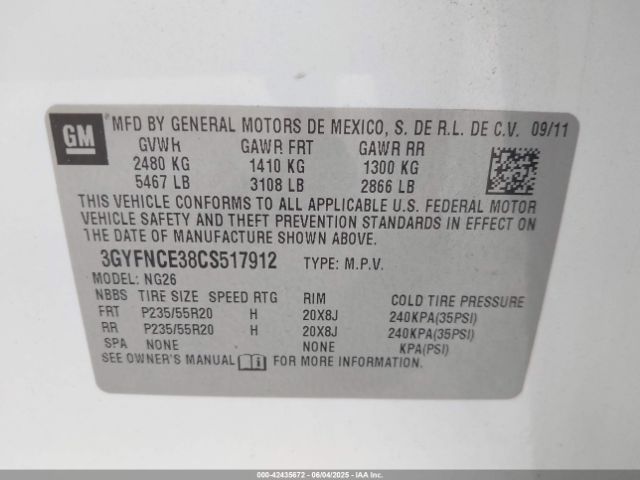 GM MFD BY GENERAL MOTORS DE MEXICO, S. DE R.L. DE C.V. 09/11
GVWR GAWR FRT GAWR RR
2480 KG 1410 KG 1300 KG
5467 LB 3108 LB 2866 LB
THIS VEHICLE CONFORMS TO ALL APPLICABLE U.S. FEDERAL MOTOR
VEHICLE SAFETY AND THEFT PREVENTION STANDARDS IN EFFECT ON
THE DATE OF MANUFACTURE SHOWN ABOVE.
3GYFNCE38CS517912 TYPE: M.P.V.
MODEL: NG26
NBBS TIRE SIZE SPEED RTG RIM COLD TIRE PRESSURE
FRT P235/55R20 H 20X8J 240KPA(35PSI)
RR P235/55R20 H 20X8J 240KPA(35PSI)
SPA NONE NONE KPA(PSI)
SEE OWNER'S MANUAL FOR MORE INFORMATION.
000-42435672 - 06/04/2025 - IAA Auctions